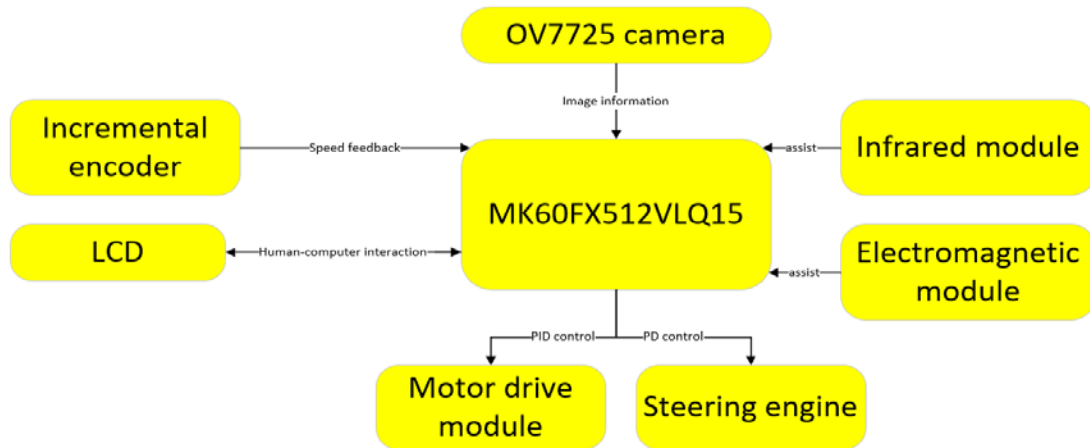 OV7725 camera
Image information
Incremental
encoder
Speed feedback
assist
Infrared module
MK60FX512VLQ15
LCD
Human-computer interaction
assist
Electromagnetic
module
PID control
PD control
Motor drive
module
Steering engine